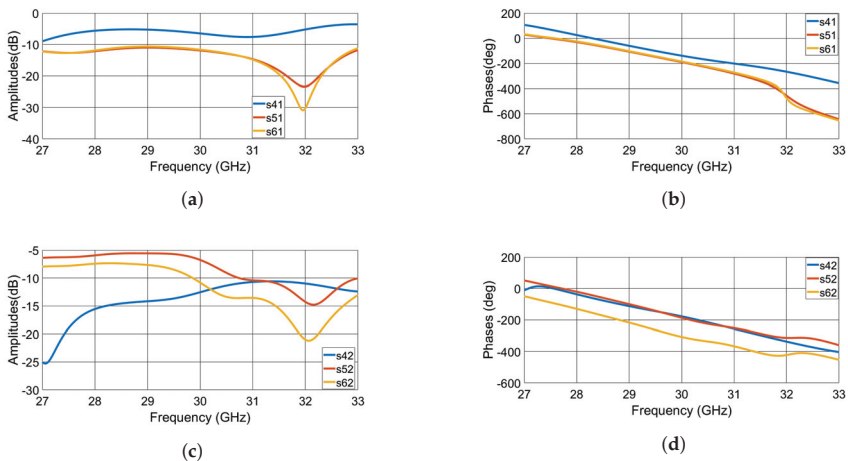 0
-10
-20
-30
-40
Amplitudes(dB)
s41
s51
s61
27 28 29 30 31 32 33
Frequency (GHz)
(a)
200
0
-200
-400
-600
-800
Phases(deg)
s41
s51
s61
27 28 29 30 31 32 33
Frequency (GHz)
(b)
-5
-10
-15
-20
-25
-30
Amplitudes(dB)
s42
s52
s62
27 28 29 30 31 32 33
Frequency (GHz)
(c)
200
0
-200
-400
-600
Phases (deg)
s42
s52
s62
27 28 29 30 31 32 33
Frequency (GHz)
(d)